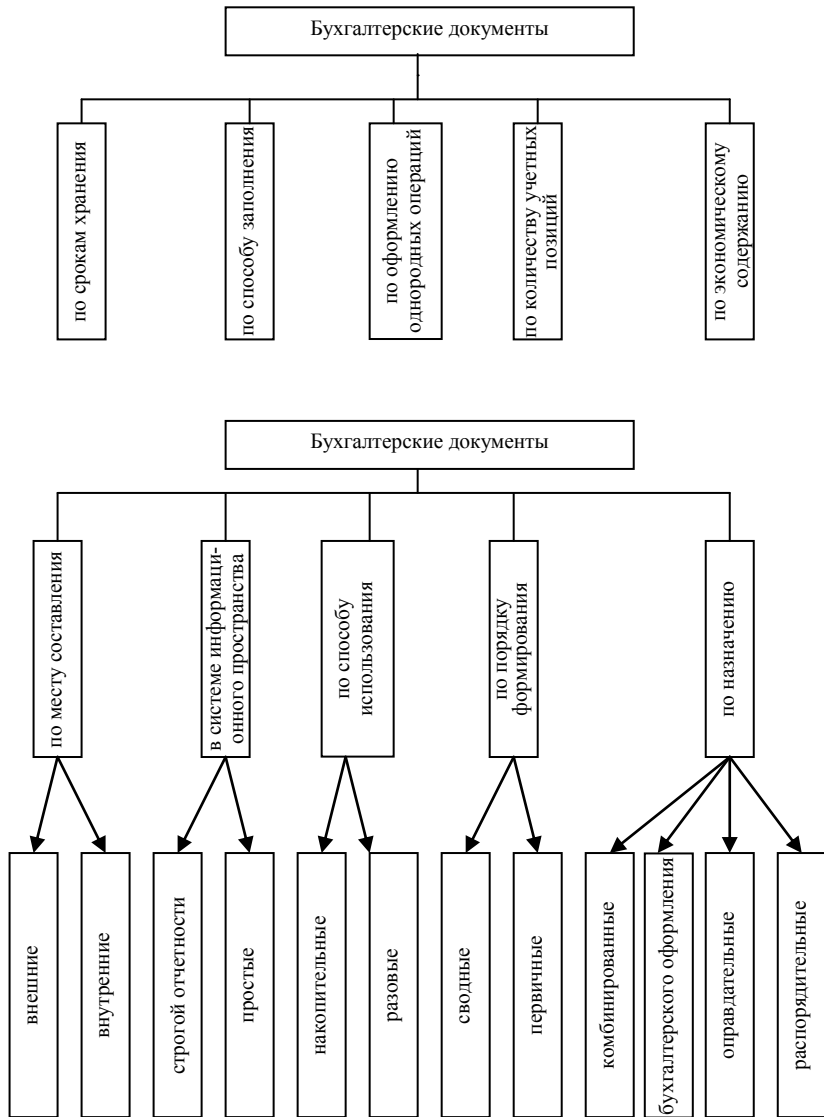 Бухгалтерские документы
по срокам хранения
по способу заполнения
по оформлению
однородных операций
по количеству учетных
позиций
по экономическому
содержанию
Бухгалтерские документы
по месту составления
в системе информаци-
онного пространства
по способу
использования
по порядку
формирования
по назначению
внешние
внутренние
строгой отчетности
простые
накопительные
разовые
сводные
первичные
комбинированные
бухгалтерского оформления
оправдательные
распорядительные